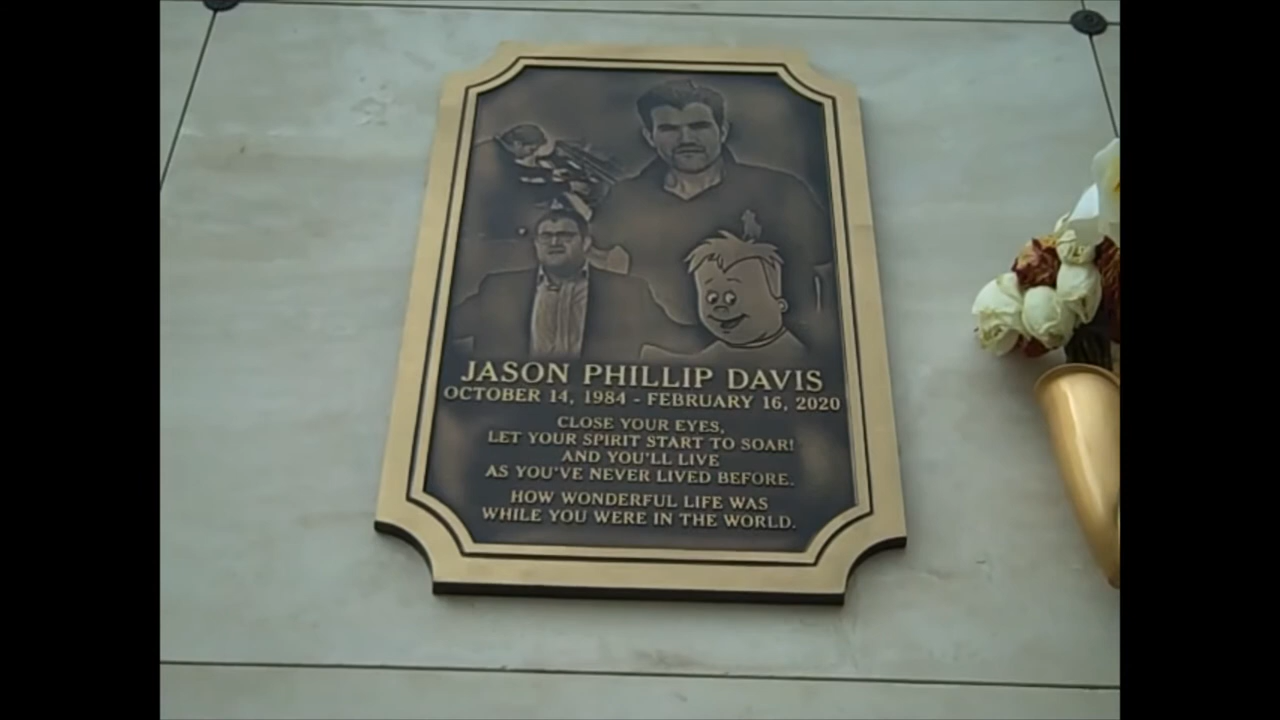 JASON PHILLIP DAVIS
OCTOBER 14, 1984 - FEBRUARY 16, 2020
CLOSE YOUR EYES,
LET YOUR SPIRIT START TO SOAR!
AND YOU'LL LIVE
AS YOU'VE NEVER LIVED BEFORE.
HOW WONDERFUL LIFE WAS
WHILE YOU WERE IN THE WORLD.